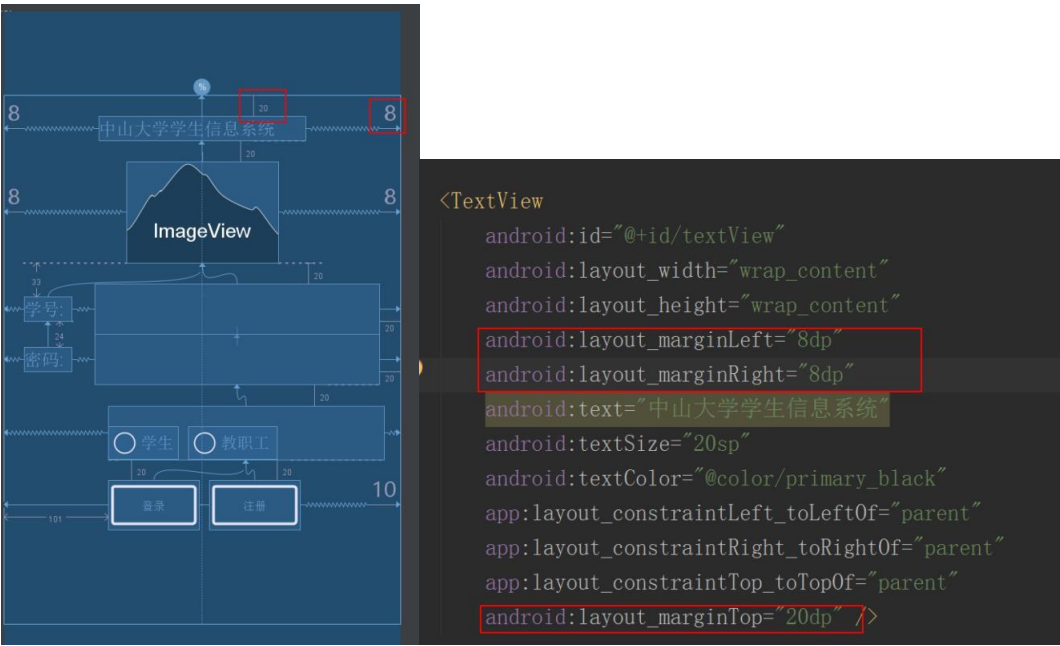 %
20
8
8
中山大学学生信息系统
20
8
8
ImageView
33
20
学号:
20
24
密码:
20
20
学生
教职工
20
20
10
登录
注册
101
<TextView
android:id="@+id/textView"
android:layout_width="wrap_content"
android:layout_height="wrap_content"
android:layout_marginLeft="8dp"
android:layout_marginRight="8dp"
android:text="中山大学学生信息系统"
android:textSize="20sp"
android:textColor="@color/primary_black"
app:layout_constraintLeft_toLeftOf="parent"
app:layout_constraintRight_toRightOf="parent"
app:layout_constraintTop_toTopOf="parent"
android:layout_marginTop="20dp" />